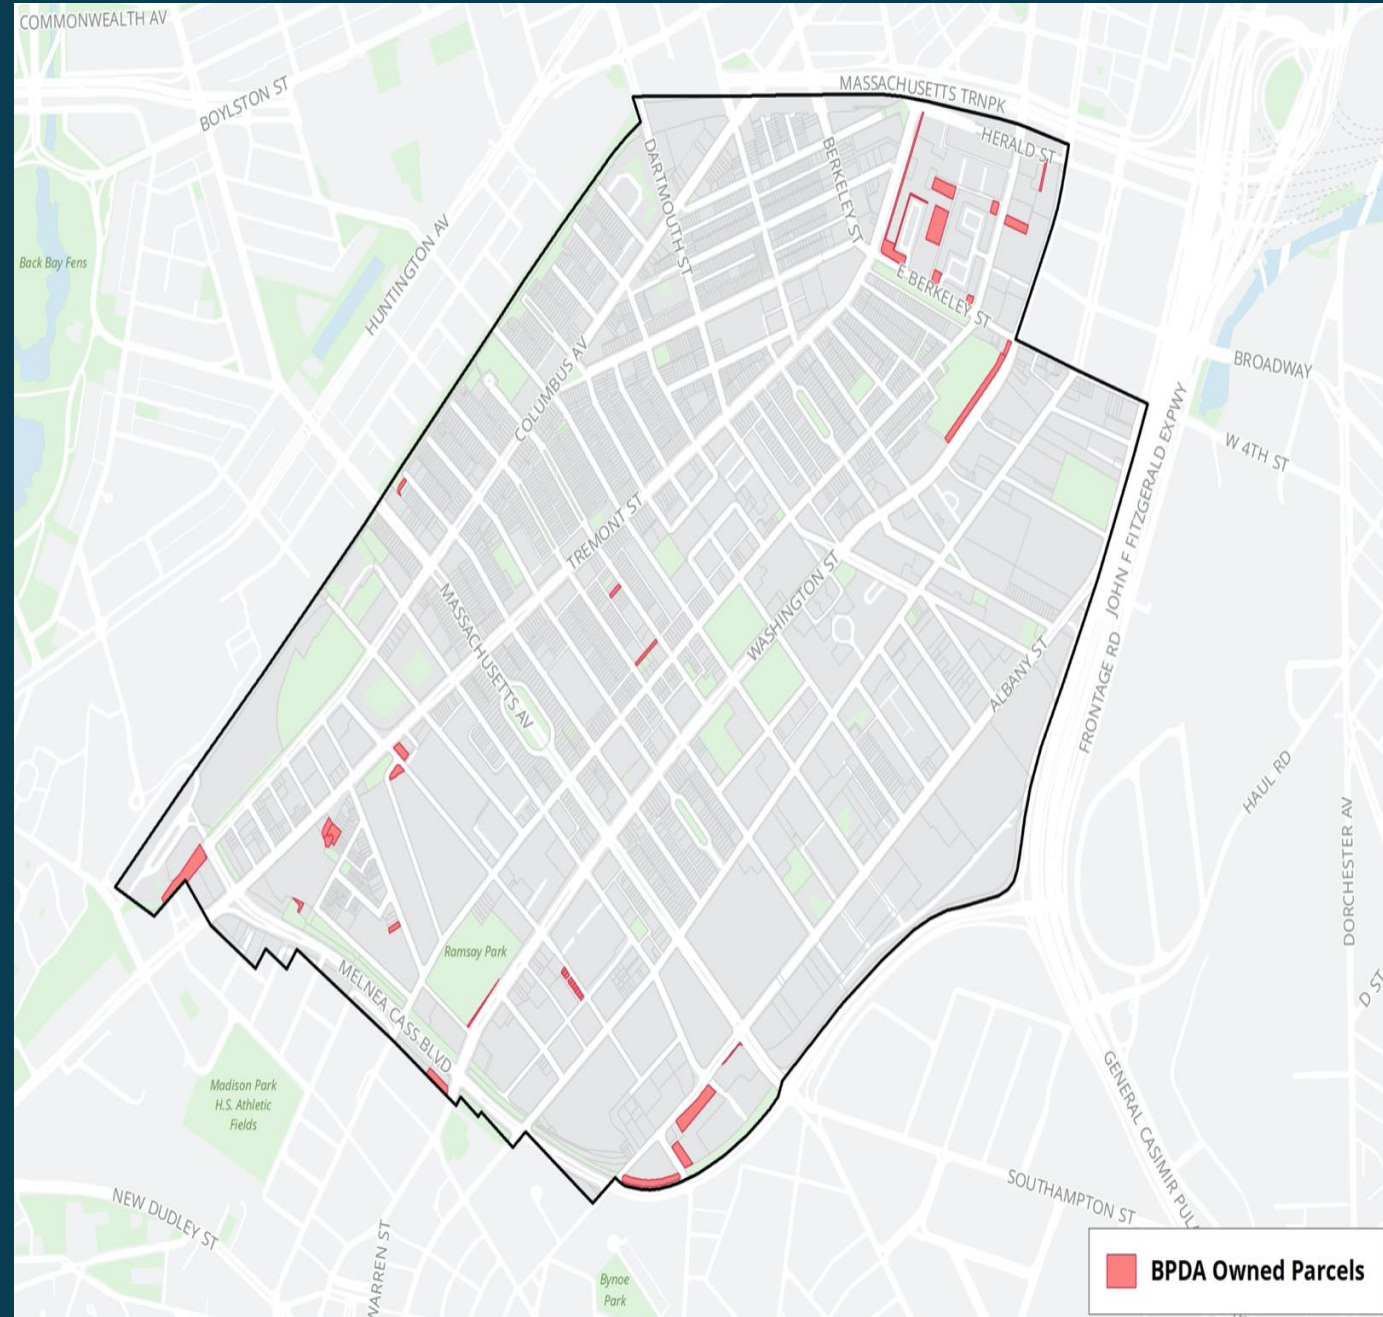 COMMONWEALTH AV
BOYLSTON ST
MASSACHUSETTS TRNPK
HERALD ST
DARTMOUTH ST
BERKELEY ST
Back Bay Fens
HUNTINGTON AV
E BERKELEY ST
COLUMBUS AV
BROADWAY
W 4TH ST
JOHN F FITZGERALD EXPWY
TREMONT ST
MASSACHUSETTS AV
WASHINGTON ST
ALBANY ST
FRONTAGE RD
HAUL RD
DORCHESTER AV
Ramsay Park
D ST
MELNEA CASS BLVD
Madison Park
H.S. Athletic
Fields
GENERAL CASIMIR PUL
SOUTHAMPTON ST
NEW DUDLEY ST
WARREN ST
Bynoe
Park
BPDA Owned Parcels